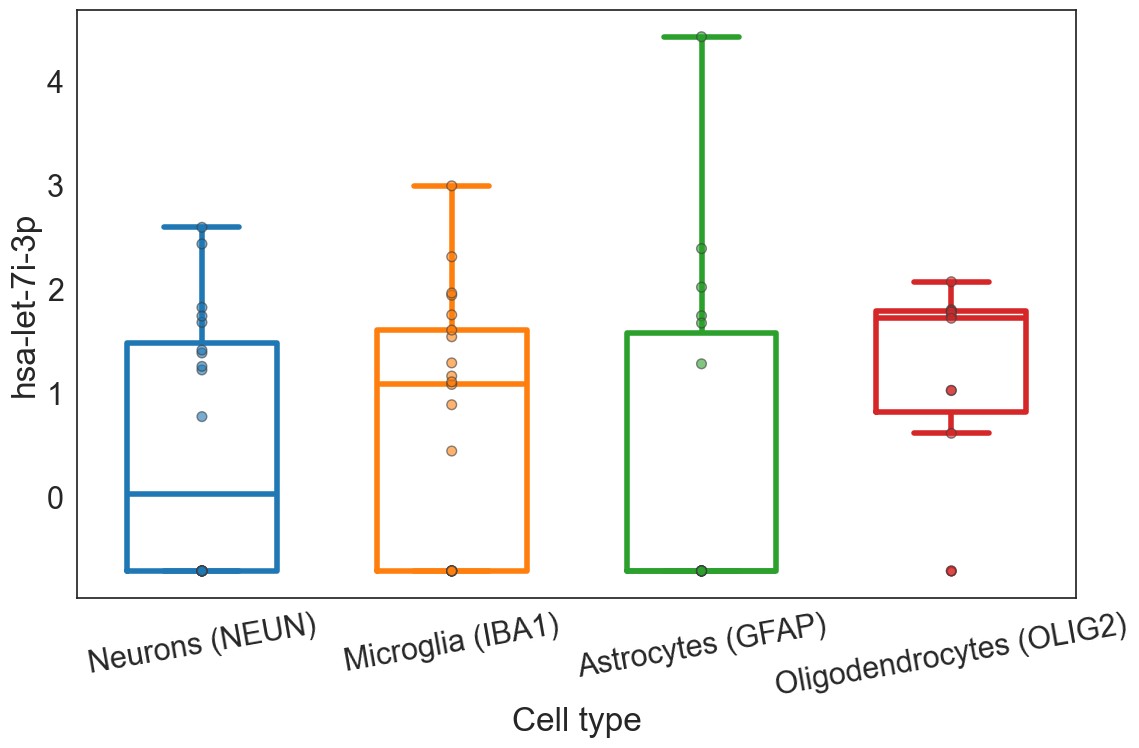 hsa-let-7i-3p
4
3
2
1
0
Neurons (NEUN)
Microglia (IBA1)
Astrocytes (GFAP)
Oligodendrocytes (OLIG2)
Cell type